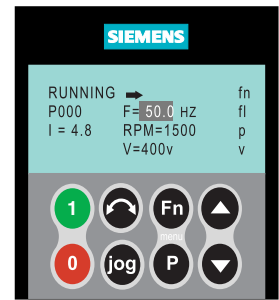 SIEMENS
RUNNING ➡ fn
P000 F= 50.0 HZ fl
I = 4.8 RPM=1500 p
V=400v v
1 Fn
menu
0 jog P